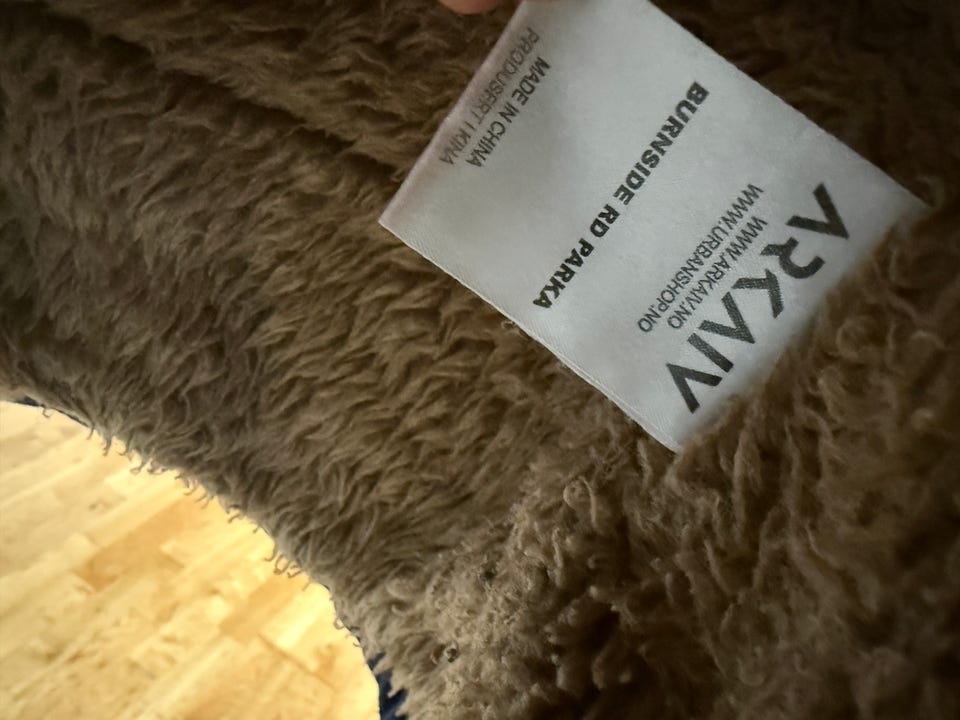 ARKAIV
WWW.ARKAIV.NO
WWW.URBANSHOP.NO
BURNSIDE RD PARKA
MADE IN CHINA
PRODUSERT I KINA